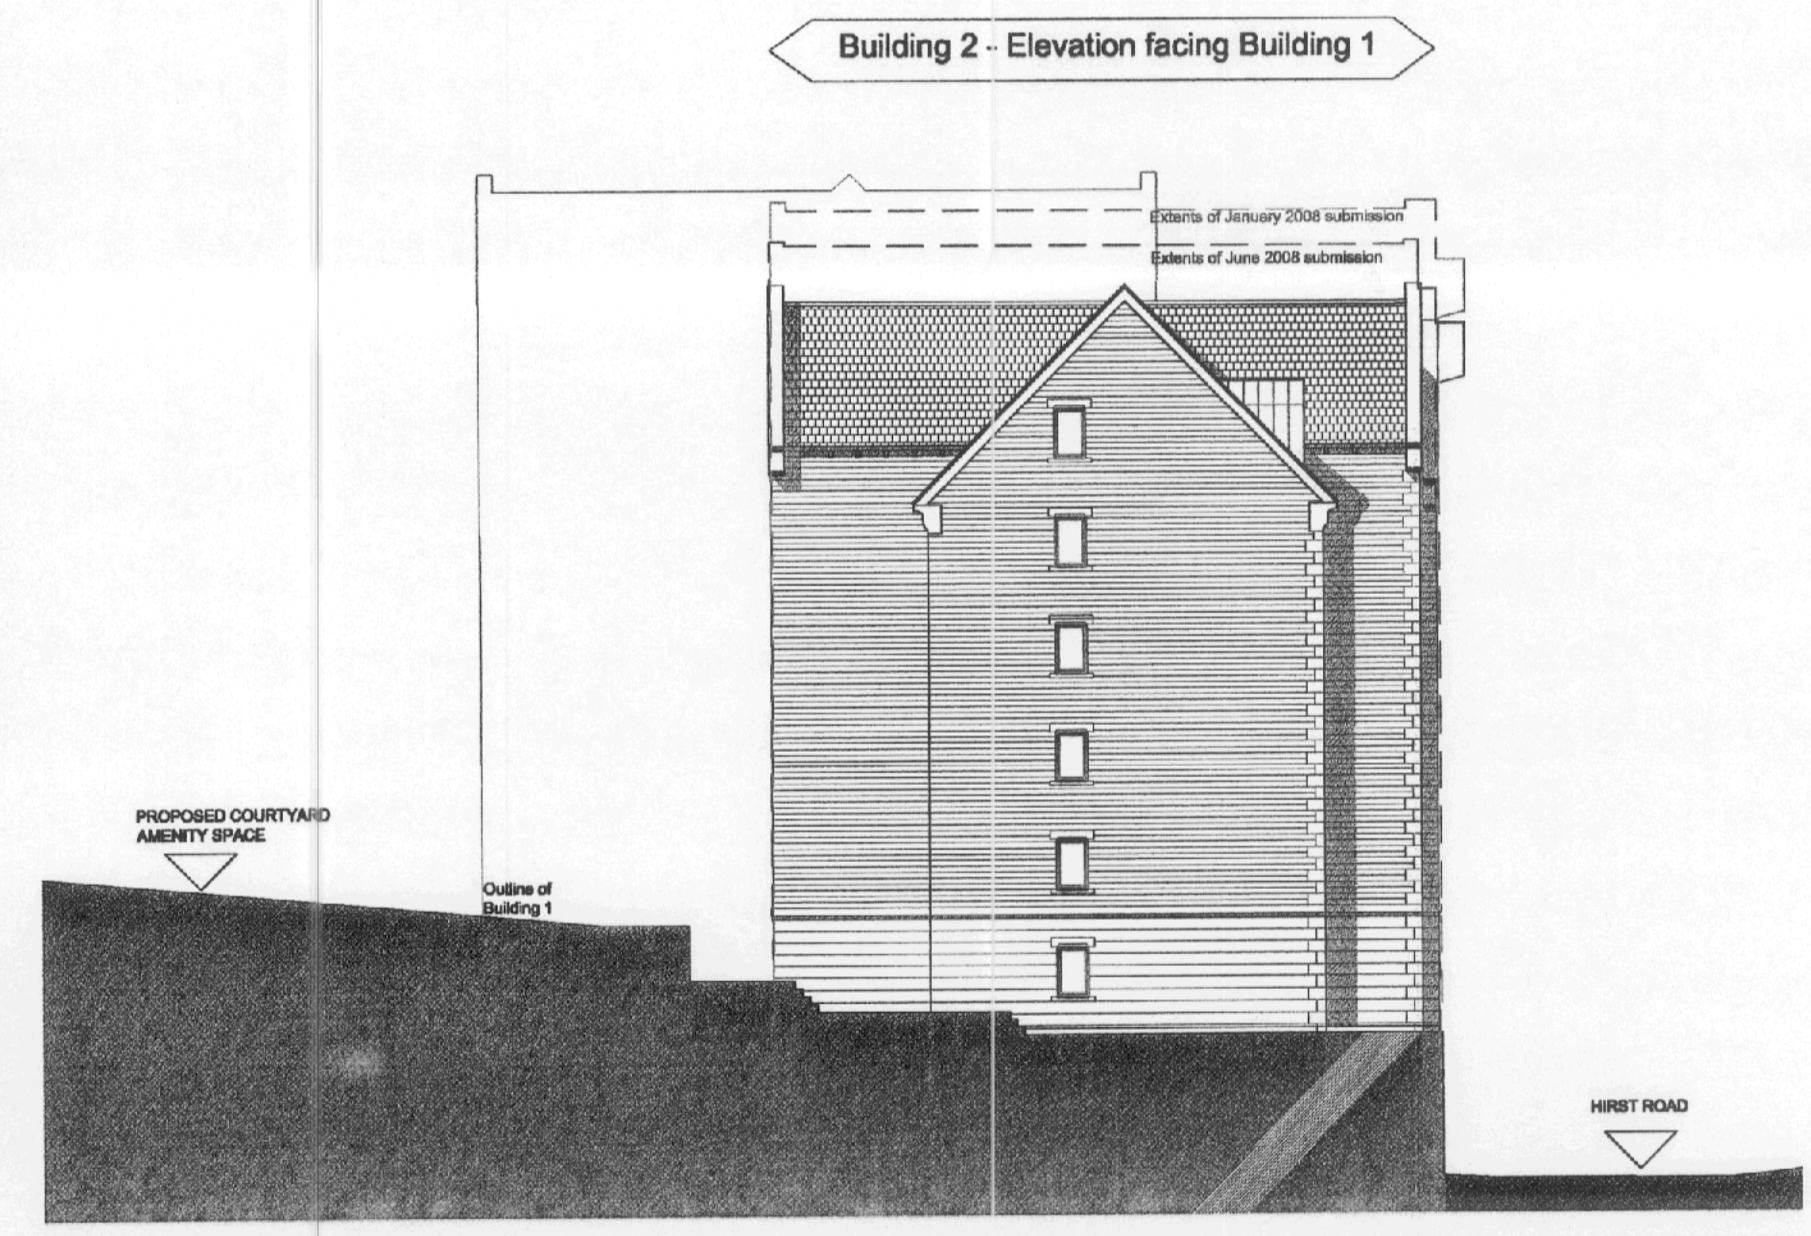 Building 2 - Elevation facing Building 1
Extents of January 2008 submission
Extents of June 2008 submission
PROPOSED COURTYARD
AMENITY SPACE
Outline of
Building 1
HIRST ROAD